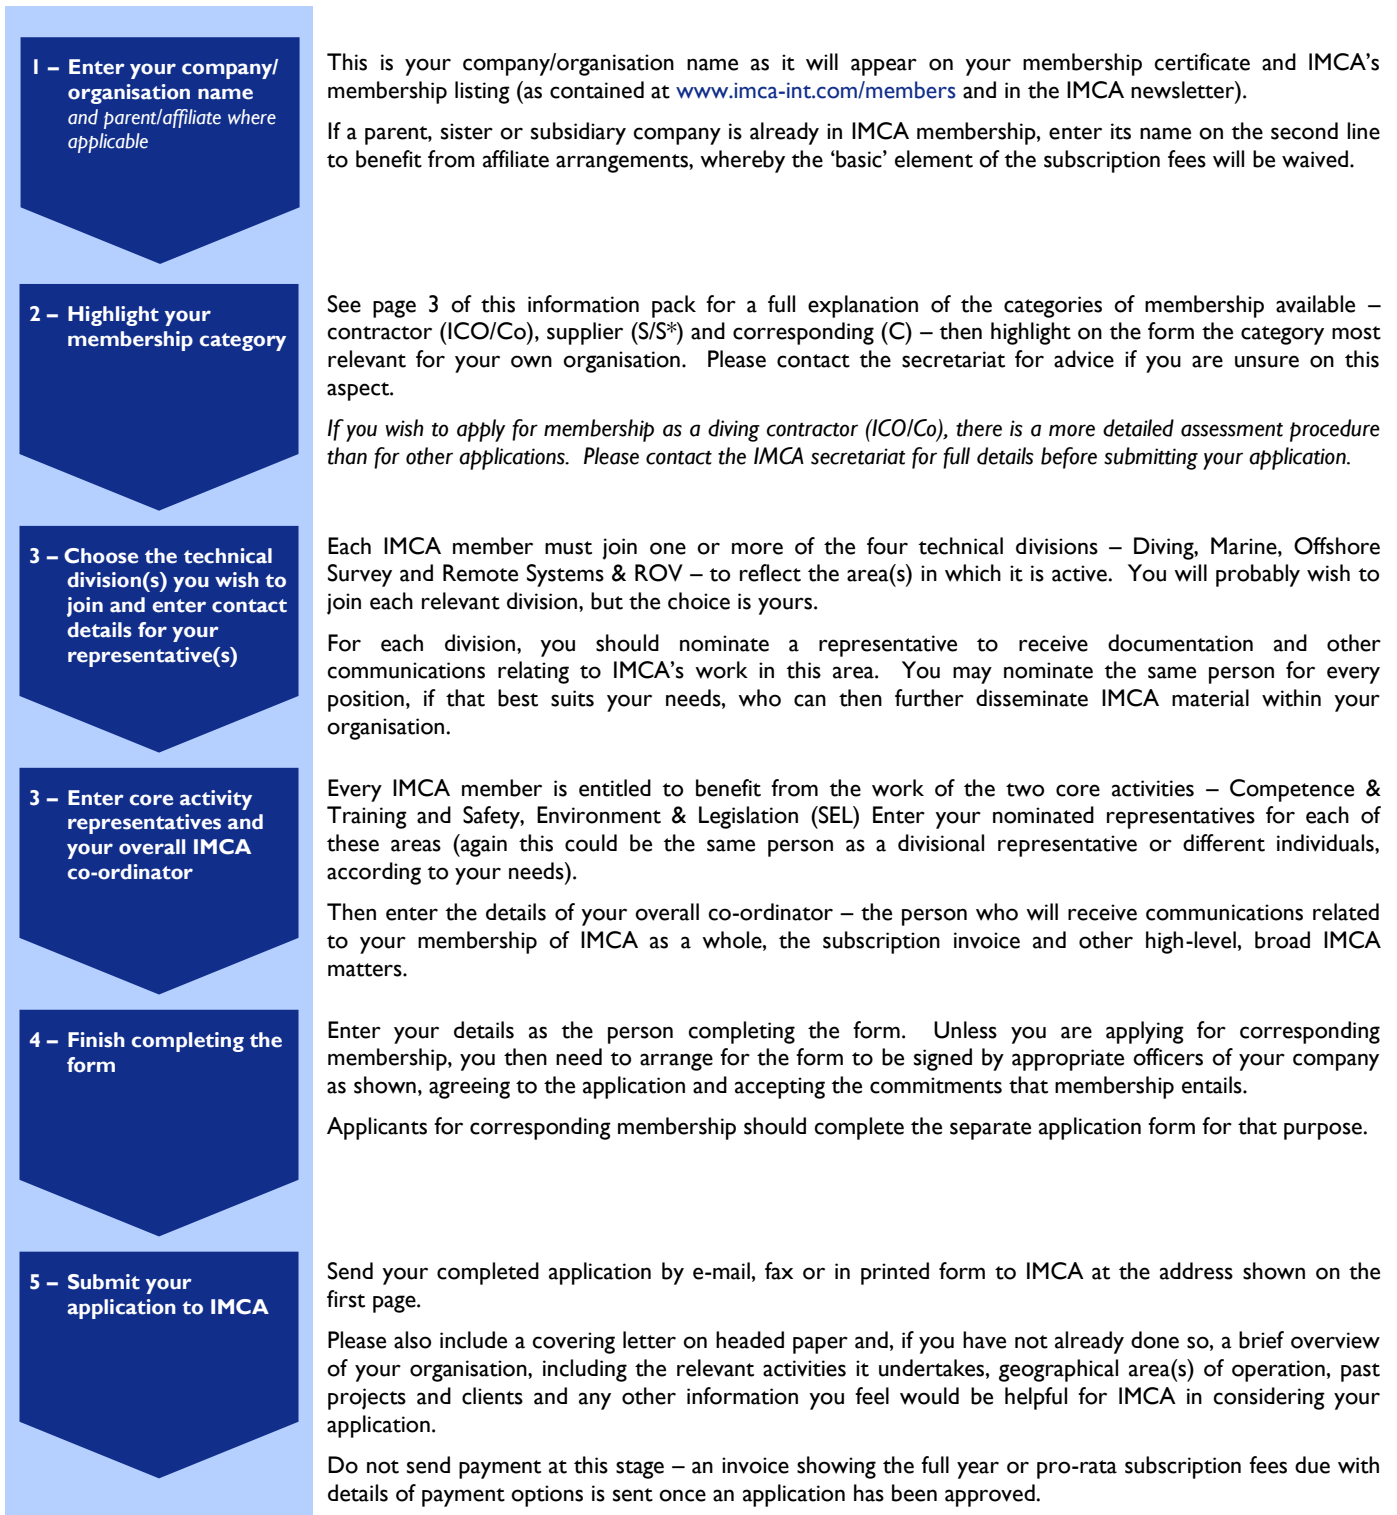 1 – Enter your company/
organisation name
and parent/affiliate where
applicable
This is your company/organisation name as it will appear on your membership certificate and IMCA's
membership listing (as contained at www.imca-int.com/members and in the IMCA newsletter).
If a parent, sister or subsidiary company is already in IMCA membership, enter its name on the second line
to benefit from affiliate arrangements, whereby the 'basic' element of the subscription fees will be waived.
2 – Highlight your
membership category
See page 3 of this information pack for a full explanation of the categories of membership available –
contractor (ICO/Co), supplier (S/S*) and corresponding (C) – then highlight on the form the category most
relevant for your own organisation. Please contact the secretariat for advice if you are unsure on this
aspect.
If you wish to apply for membership as a diving contractor (ICO/Co), there is a more detailed assessment procedure
than for other applications. Please contact the IMCA secretariat for full details before submitting your application.
3 – Choose the technical
division(s) you wish to
join and enter contact
details for your
representative(s)
Each IMCA member must join one or more of the four technical divisions – Diving, Marine, Offshore
Survey and Remote Systems & ROV – to reflect the area(s) in which it is active. You will probably wish to
join each relevant division, but the choice is yours.
For each division, you should nominate a representative to receive documentation and other
communications relating to IMCA's work in this area. You may nominate the same person for every
position, if that best suits your needs, who can then further disseminate IMCA material within your
organisation.
3 – Enter core activity
representatives and
your overall IMCA
co-ordinator
Every IMCA member is entitled to benefit from the work of the two core activities – Competence &
Training and Safety, Environment & Legislation (SEL) Enter your nominated representatives for each of
these areas (again this could be the same person as a divisional representative or different individuals,
according to your needs).
Then enter the details of your overall co-ordinator – the person who will receive communications related
to your membership of IMCA as a whole, the subscription invoice and other high-level, broad IMCA
matters.
4 – Finish completing the
form
Enter your details as the person completing the form. Unless you are applying for corresponding
membership, you then need to arrange for the form to be signed by appropriate officers of your company
as shown, agreeing to the application and accepting the commitments that membership entails.
Applicants for corresponding membership should complete the separate application form for that purpose.
5 – Submit your
application to IMCA
Send your completed application by e-mail, fax or in printed form to IMCA at the address shown on the
first page.
Please also include a covering letter on headed paper and, if you have not already done so, a brief overview
of your organisation, including the relevant activities it undertakes, geographical area(s) of operation, past
projects and clients and any other information you feel would be helpful for IMCA in considering your
application.
Do not send payment at this stage – an invoice showing the full year or pro-rata subscription fees due with
details of payment options is sent once an application has been approved.